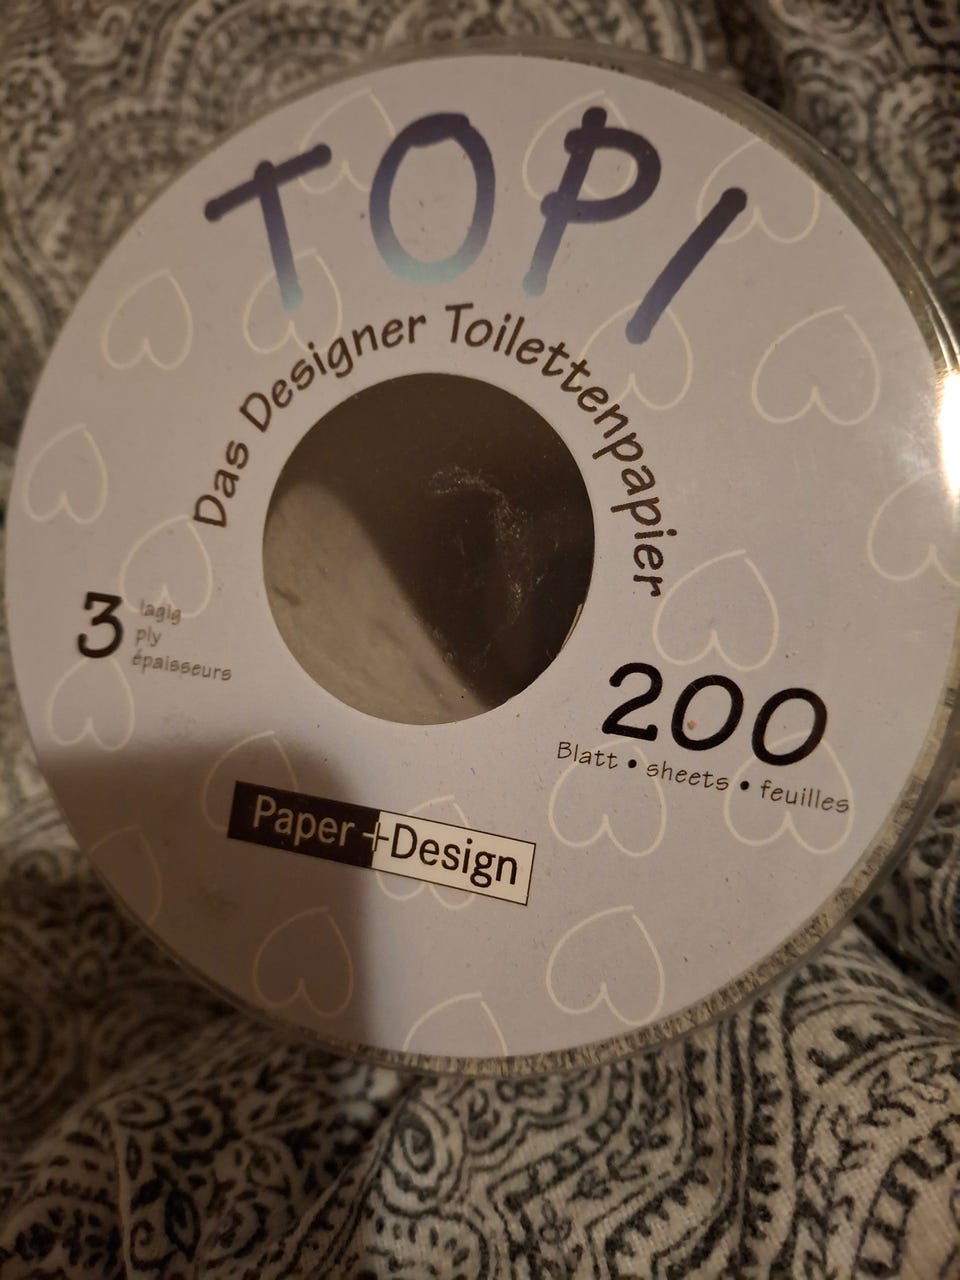 TOPI
Das Designer Toilettenpapier
3 lagig
ply
épaisseurs
200
Blatt • sheets • feuilles
Paper+Design